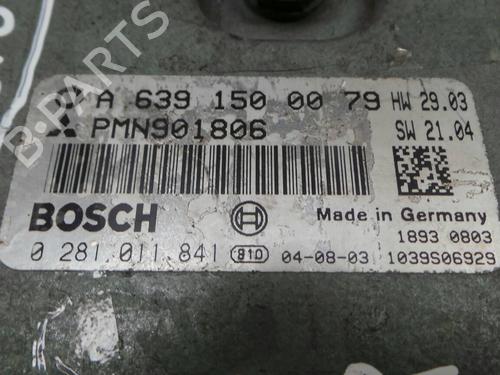 A 639 150 00 79 HW 29.03
PMN901806 SW 21.04
BOSCH Made in Germany
1893 0803
0 281 011 841 810 04-08-03 1039S06929
B-PARTS